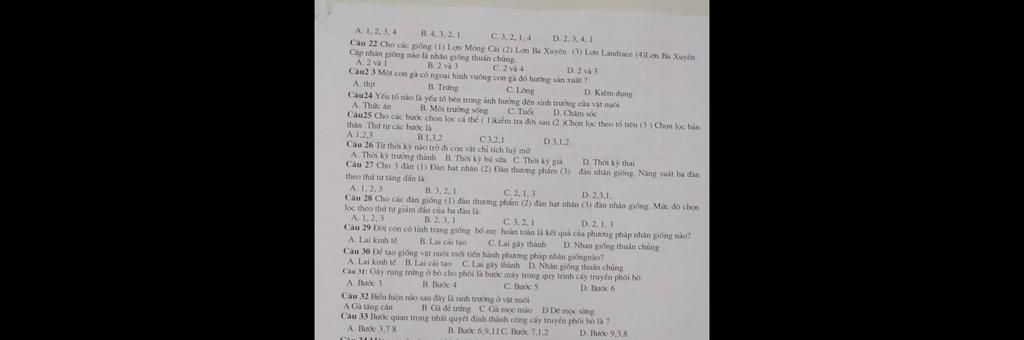 A. 1, 2, 3, 4 B. 4, 3, 2, 1 C. 3, 2, 1, 4 D. 2, 3, 4, 1
Câu 22 Cho các giống (1) Lợn Móng Cái (2) Lợn Ba Xuyên (3) Lơn Landrace (4)Lơn Ba Xuyên .
Cặp nhân giống nào là nhân giống thuần chủng.
A. 2 và 1 B. 2 và 3 C. 2 và 4 D. 2 và 3
Câu2 3 Một con gà có ngoại hình vuông con gà đó hướng sản xuất ?
A. thịt B. Trứng C. Lông D. Kiêm dụng
Câu24 Yếu tố nào là yếu tố bên trong ảnh hưởng đến sinh trưởng của vật nuôi
A. Thức ăn B. Môi trường sống C. Tuổi D. Chăm sóc
Câu25 Cho các bước chọn lọc cá thể ( 1)kiểm tra đời sau (2 )Chọn lọc theo tổ tiên (3 ) Chọn lọc bản
thân .Thứ tự các bước là
A 1,2,3 B 1,3,2 C 3,2,1 D 3,1,2
Câu 26 Từ thời kỳ nào trở đi con vật chỉ tích luỹ mỡ
A. Thời kỳ trưởng thành B. Thời kỳ bú sữa C. Thời kỳ già D. Thời kỳ thai
Câu 27 Cho 3 đàn (1) Đàn hạt nhân (2) Đàn thương phẩm (3) đàn nhân giống. Năng suất ba đàn
theo thứ tự tăng dần là:
A. 1, 2, 3 B. 3, 2, 1 C. 2, 1, 3 D. 2,3,1,
Câu 28 Cho các đàn giống (1) đàn thương phẩm (2) đàn hạt nhân (3) đàn nhân giống. Mức độ chọn
lọc theo thứ tự giảm dần của ba đàn là:
A. 1, 2, 3 B. 2, 3, 1 C. 3, 2, 1 D. 2, 1, 3
Câu 29 Đời con có tính trạng giống bố mẹ hoàn toàn là kết quả của phương pháp nhân giống nào?
A. Lai kinh tế B. Lai cải tạo C. Lai gây thành D. Nhan giống thuần chủng
Câu 30 Để tạo giống vật nuôi mới tiến hành phương pháp nhân giốngnào?
A. Lai kinh tế B. Lai cải tạo C. Lai gây thành D. Nhân giống thuần chủng
Câu 31: Gây rụng trứng ở bò cho phôi là bước mấy trong quy trình cấy truyền phôi bò.
A. Bước 3 B. Bước 4 C. Bước 5 D. Bước 6
Câu 32 Biểu hiện nào sau đây là sinh trưởng ở vật nuôi
A Gà tăng cân B Gà đẻ trứng C Gà mọc mào D Dê mọc sừng
Câu 33 Bước quan trọng nhất quyết định thành công cấy truyền phôi bò là ?
A. Bước 3,7 8 B. Bước 6,9,11 C. Bước 7,1,2 D. Bước 9,3,8